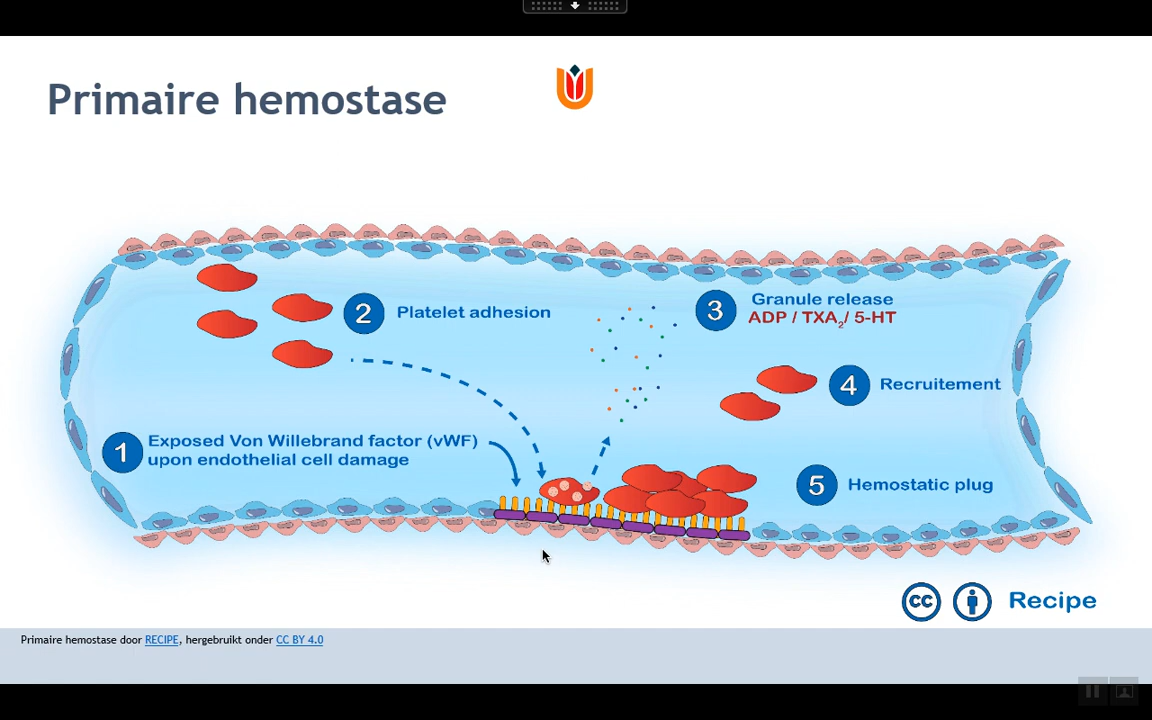 Primaire hemostase
2 Platelet adhesion
3 Granule release
ADP / TXA2/ 5-HT
4 Recruitement
1 Exposed Von Willebrand factor (vWF)
upon endothelial cell damage
5 Hemostatic plug
cc Recipe
Primaire hemostase door RECIPE, hergebruikt onder CC BY 4.0